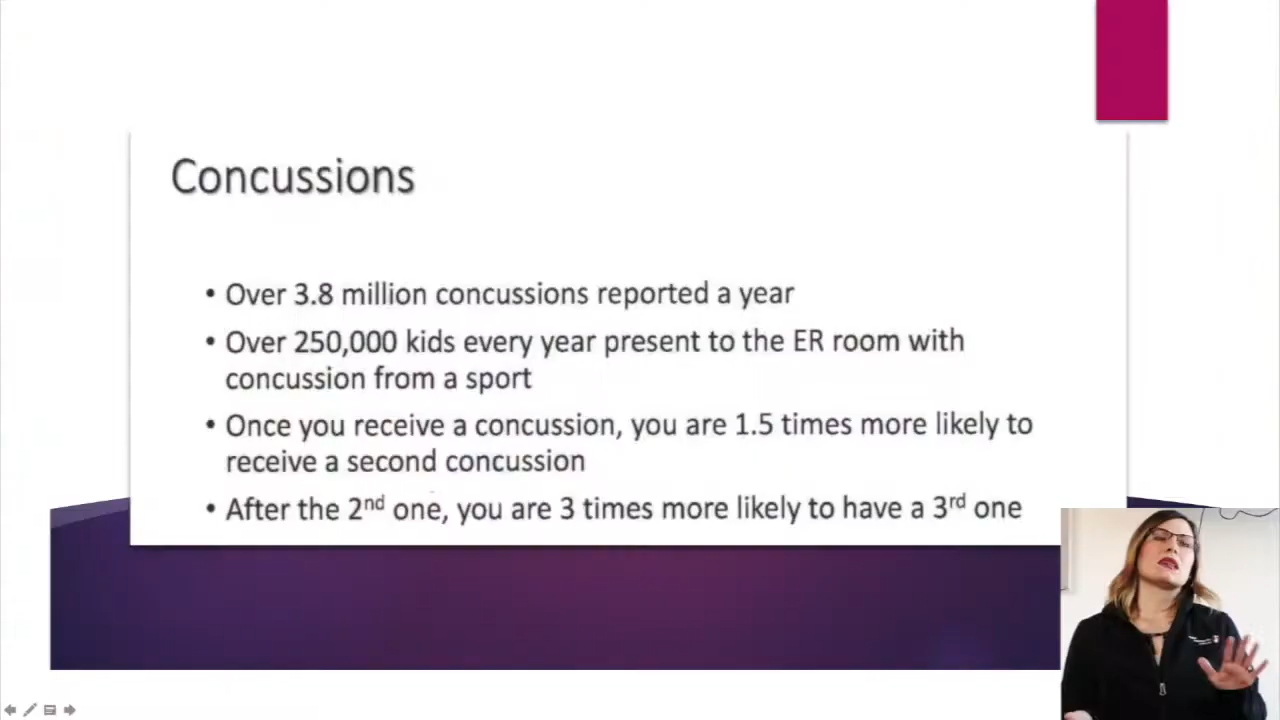 Concussions
• Over 3.8 million concussions reported a year
• Over 250,000 kids every year present to the ER room with
concussion from a sport
• Once you receive a concussion, you are 1.5 times more likely to
receive a second concussion
• After the 2nd one, you are 3 times more likely to have a 3rd one